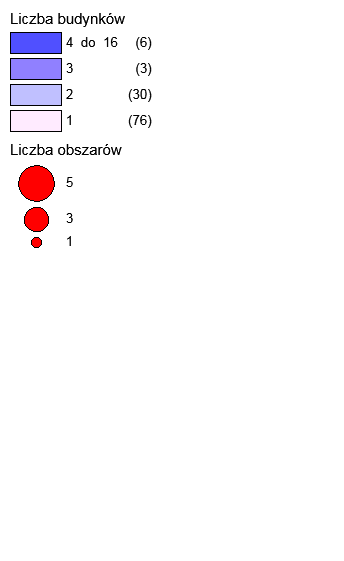 Liczba budynków
4 do 16 (6)
3 (3)
2 (30)
1 (76)
Liczba obszarów
5
3
1